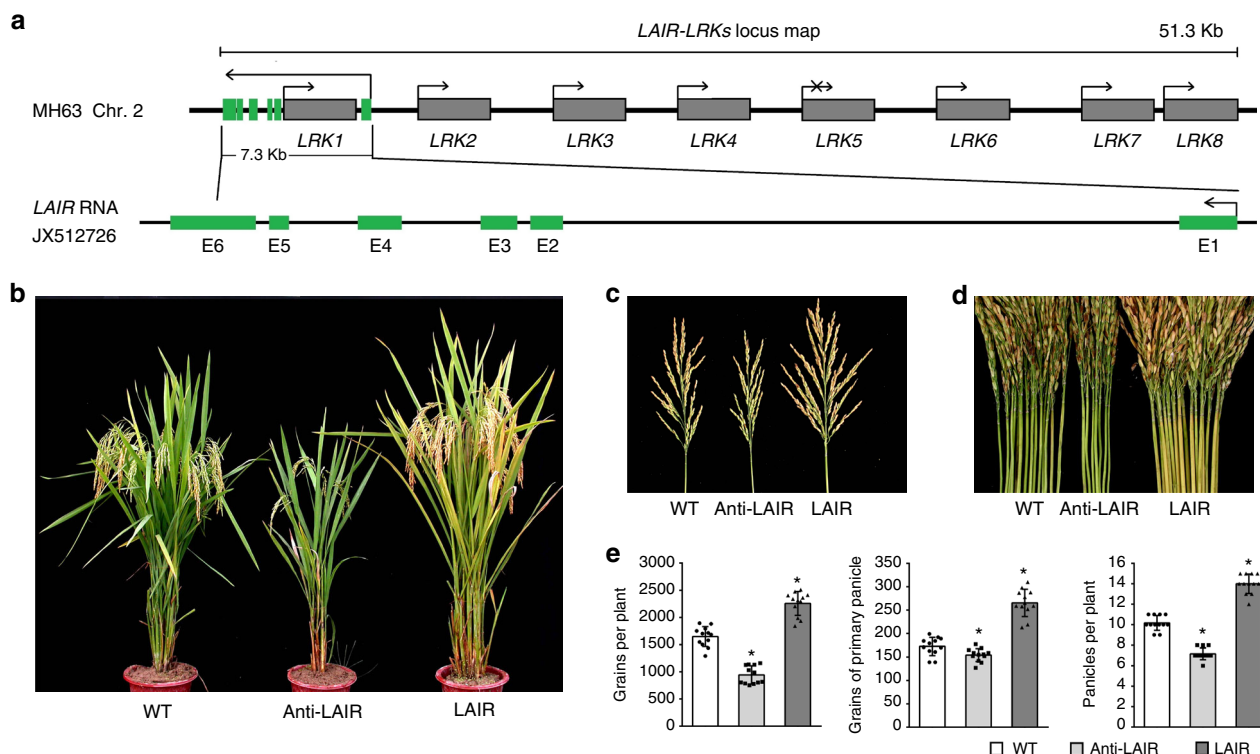 a
LAIR-LRKs locus map 51.3 Kb
MH63 Chr. 2
LRK1 LRK2 LRK3 LRK4 LRK5 LRK6 LRK7 LRK8
7.3 Kb
LAIR RNA
JX512726
E6 E5 E4 E3 E2 E1
b
WT Anti-LAIR LAIR
c
WT Anti-LAIR LAIR
d
WT Anti-LAIR LAIR
e
Grains per plant
3000
2500
2000
1500
1000
500
0
* *
Grains of primary panicle
350
300
250
200
150
100
50
0
* *
Panicles per plant
16
14
12
10
8
6
4
2
0
* *
WT Anti-LAIR LAIR